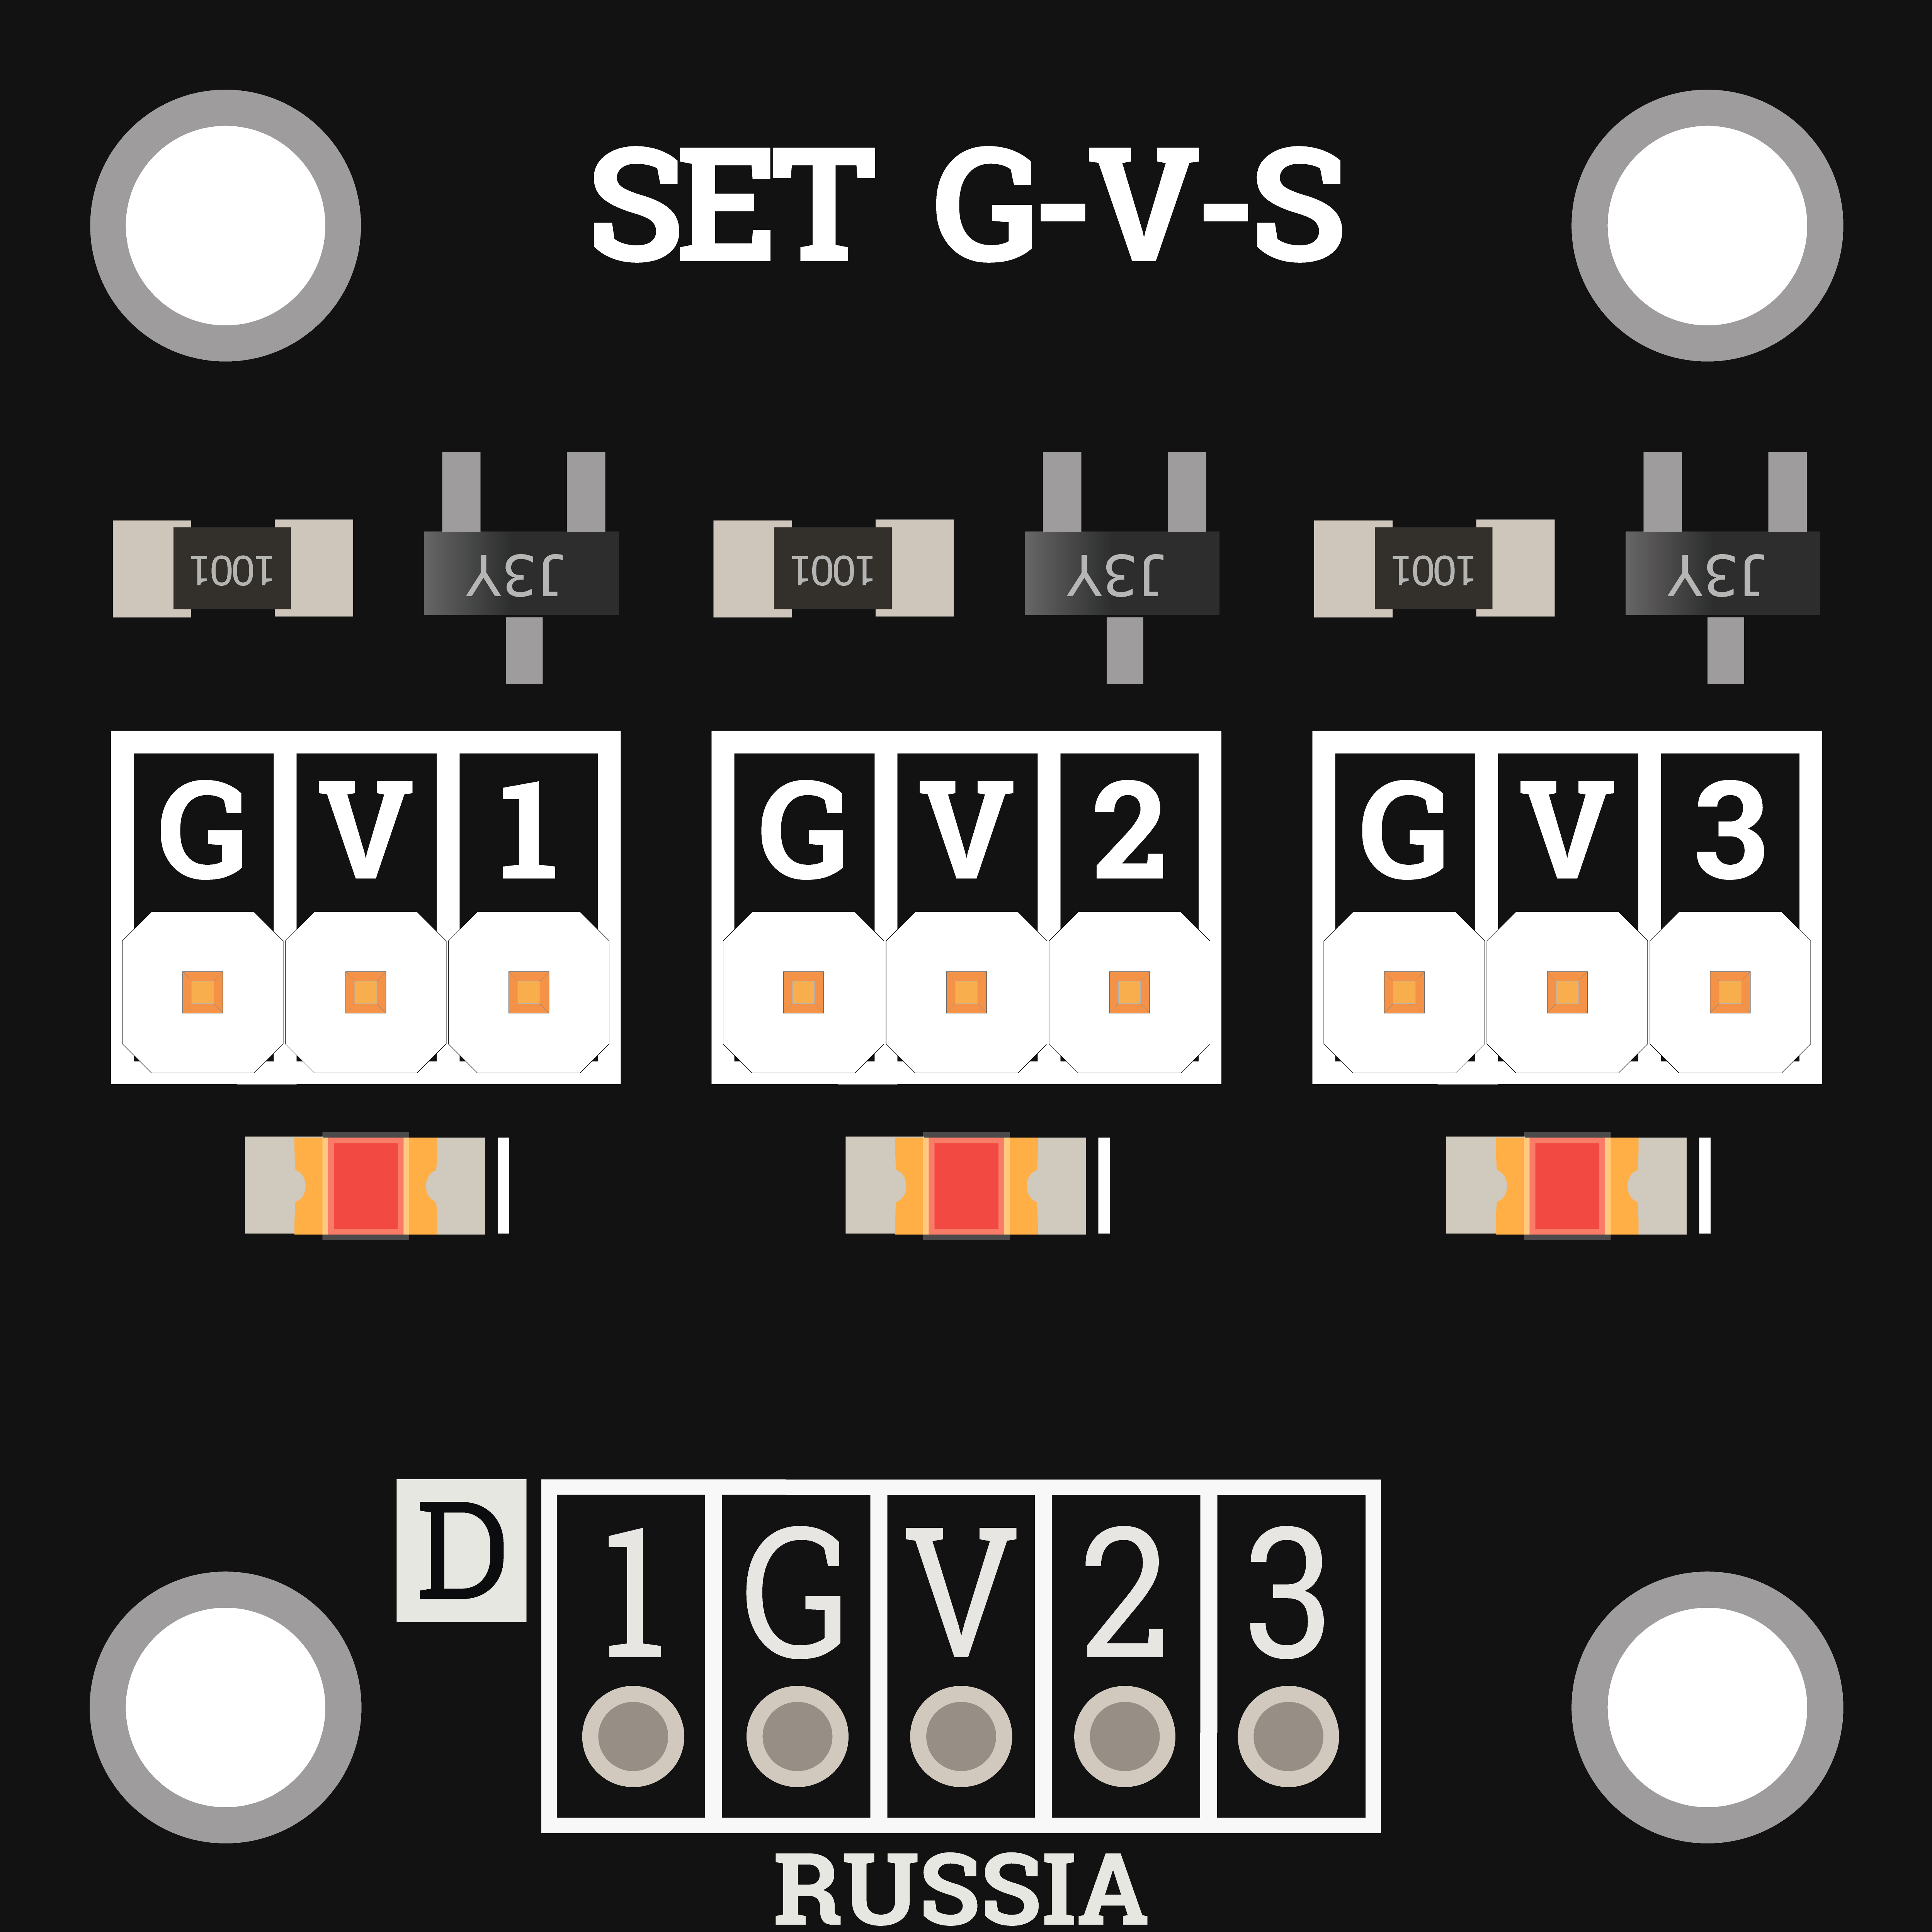 SET G-V-S
1001 J3Y 1001 J3Y 1001 J3Y
G V 1 G V 2 G V 3
D 1 G V 2 3
RUSSIA